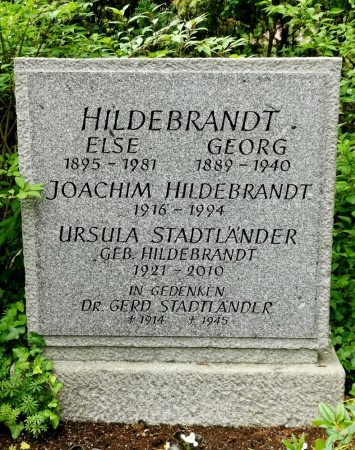 HILDEBRANDT
ELSE GEORG
1895 - 1981 1889 - 1940
JOACHIM HILDEBRANDT
1916 - 1994
URSULA STADTLÄNDER
GEB. HILDEBRANDT
1921 - 2010
IN GEDENKEN
DR. GERD STADTLÄNDER
* 1914 † 1945